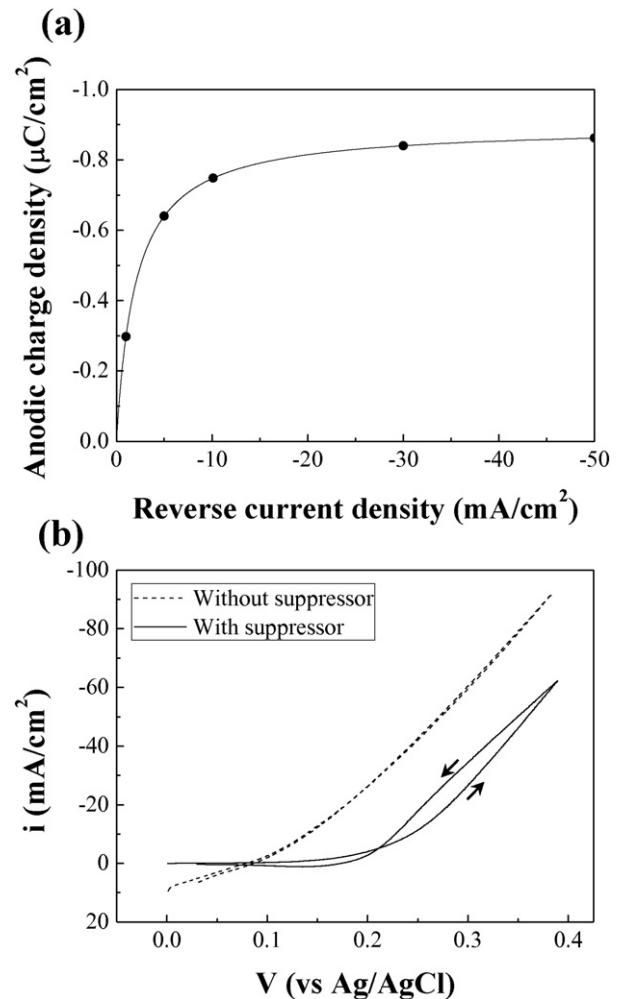 (a)
Anodic charge density (μC/cm²)
-1.0
-0.8
-0.6
-0.4
-0.2
0.0
0 -10 -20 -30 -40 -50
Reverse current density (mA/cm²)
(b)
i (mA/cm²)
-100
-80
-60
-40
-20
0
20
Without suppressor
With suppressor
0.0 0.1 0.2 0.3 0.4
V (vs Ag/AgCl)